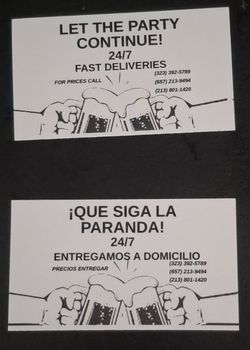 LET THE PARTY
CONTINUE!
24/7
FAST DELIVERIES
FOR PRICES CALL
(323) 392-5789
(657) 213-9494
(213) 801-1420
¡QUE SIGA LA
PARANDA!
24/7
ENTREGAMOS A DOMICILIO
PRECIOS ENTREGAR
(323) 392-5789
(657) 213-9494
(213) 801-1420